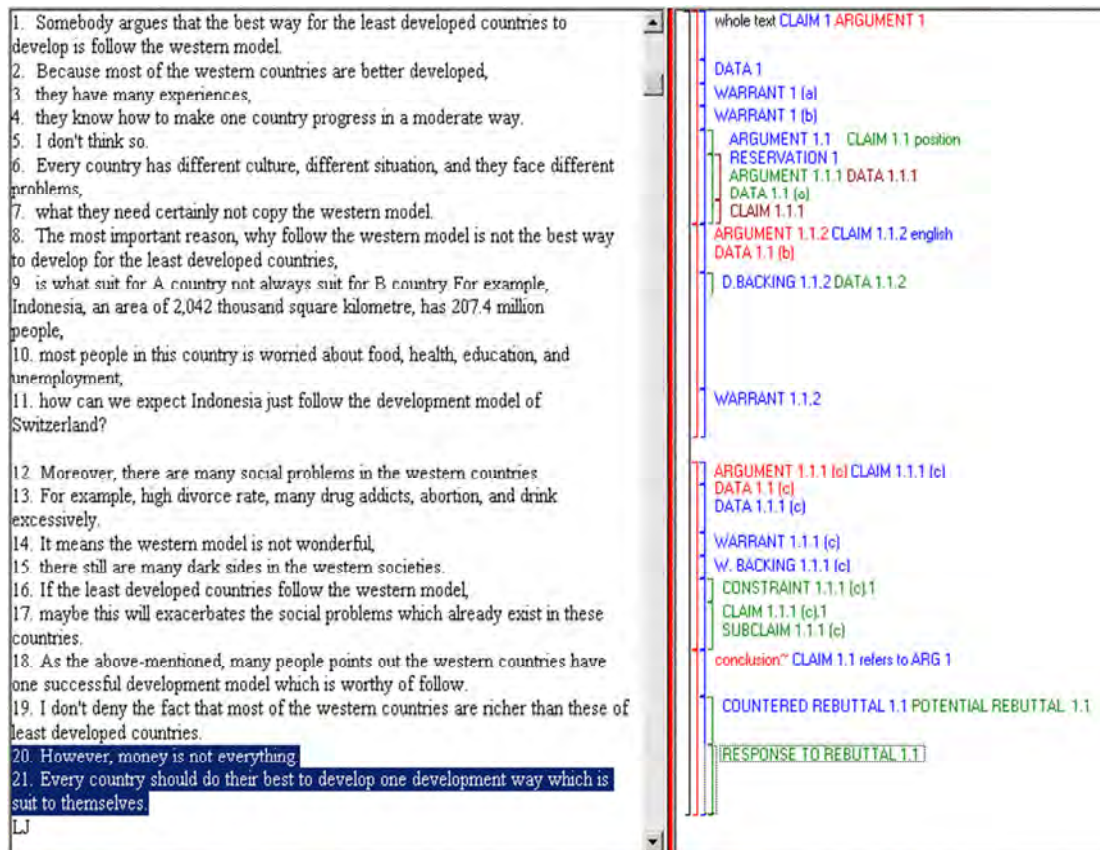 1. Somebody argues that the best way for the least developed countries to
develop is follow the western model.
2. Because most of the western countries are better developed,
3. they have many experiences,
4. they know how to make one country progress in a moderate way.
5. I don't think so.
6. Every country has different culture, different situation, and they face different
problems,
7. what they need certainly not copy the western model.
8. The most important reason, why follow the western model is not the best way
to develop for the least developed countries,
9. is what suit for A country not always suit for B country. For example,
Indonesia, an area of 2,042 thousand square kilometre, has 207.4 million
people,
10. most people in this country is worried about food, health, education, and
unemployment,
11. how can we expect Indonesia just follow the development model of
Switzerland?
12. Moreover, there are many social problems in the western countries
13. For example, high divorce rate, many drug addicts, abortion, and drink
excessively.
14. It means the western model is not wonderful,
15. there still are many dark sides in the western societies.
16. If the least developed countries follow the western model,
17. maybe this will exacerbates the social problems which already exist in these
countries.
18. As the above-mentioned, many people points out the western countries have
one successful development model which is worthy of follow.
19. I don't deny the fact that most of the western countries are richer than these of
least developed countries.
20. However, money is not everything.
21. Every country should do their best to develop one development way which is
suit to themselves.
LJ
whole text CLAIM 1 ARGUMENT 1
DATA 1
WARRANT 1 (a)
WARRANT 1 (b)
ARGUMENT 1.1 CLAIM 1.1 position
RESERVATION 1
ARGUMENT 1.1.1 DATA 1.1.1
DATA 1.1 (a)
CLAIM 1.1.1
ARGUMENT 1.1.2 CLAIM 1.1.2 english
DATA 1.1 (b)
D.BACKING 1.1.2 DATA 1.1.2
WARRANT 1.1.2
ARGUMENT 1.1.1 (c) CLAIM 1.1.1 (c)
DATA 1.1 (c)
DATA 1.1.1 (c)
WARRANT 1.1.1 (c)
W. BACKING 1.1.1 (c)
CONSTRAINT 1.1.1 (c).1
CLAIM 1.1.1 (c).1
SUBCLAIM 1.1.1 (c)
conclusion~ CLAIM 1.1 refers to ARG 1
COUNTERED REBUTTAL 1.1 POTENTIAL REBUTTAL 1.1
RESPONSE TO REBUTTAL 1.1